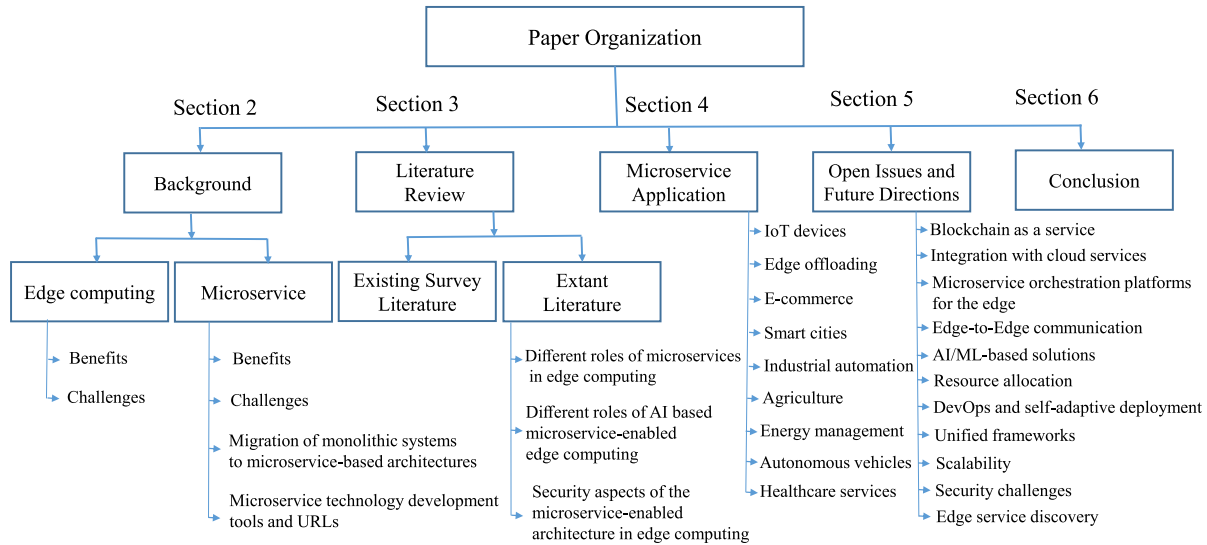 Paper Organization
Section 2
Section 3
Section 4
Section 5
Section 6
Background
Literature
Review
Microservice
Application
Open Issues and
Future Directions
Conclusion
Edge computing
Microservice
Existing Survey
Literature
Extant
Literature
Benefits
Challenges
Benefits
Challenges
Migration of monolithic systems
to microservice-based architectures
Microservice technology development
tools and URLs
Different roles of microservices
in edge computing
Different roles of AI based
microservice-enabled
edge computing
Security aspects of the
microservice-enabled
architecture in edge computing
IoT devices
Edge offloading
E-commerce
Smart cities
Industrial automation
Agriculture
Energy management
Autonomous vehicles
Healthcare services
Blockchain as a service
Integration with cloud services
Microservice orchestration platforms
for the edge
Edge-to-Edge communication
AI/ML-based solutions
Resource allocation
DevOps and self-adaptive deployment
Unified frameworks
Scalability
Security challenges
Edge service discovery